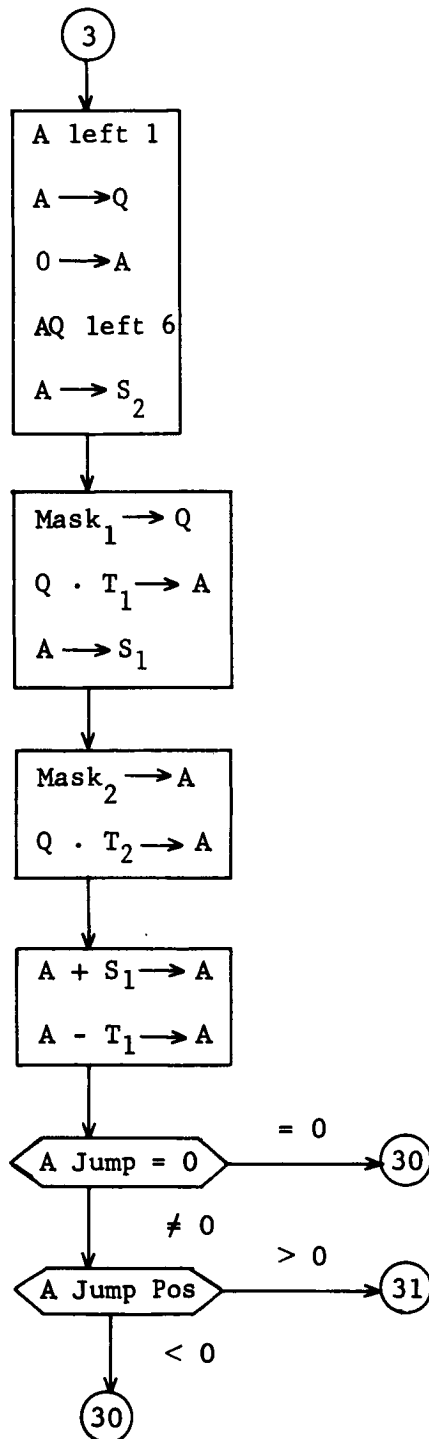 3
A left 1
A → Q
0 → A
AQ left 6
A → S₂
Mask₁ → Q
Q · T₁ → A
A → S₁
Mask₂ → A
Q · T₂ → A
A + S₁ → A
A - T₁ → A
A Jump = 0
= 0
30
≠ 0
A Jump Pos
> 0
31
< 0
30